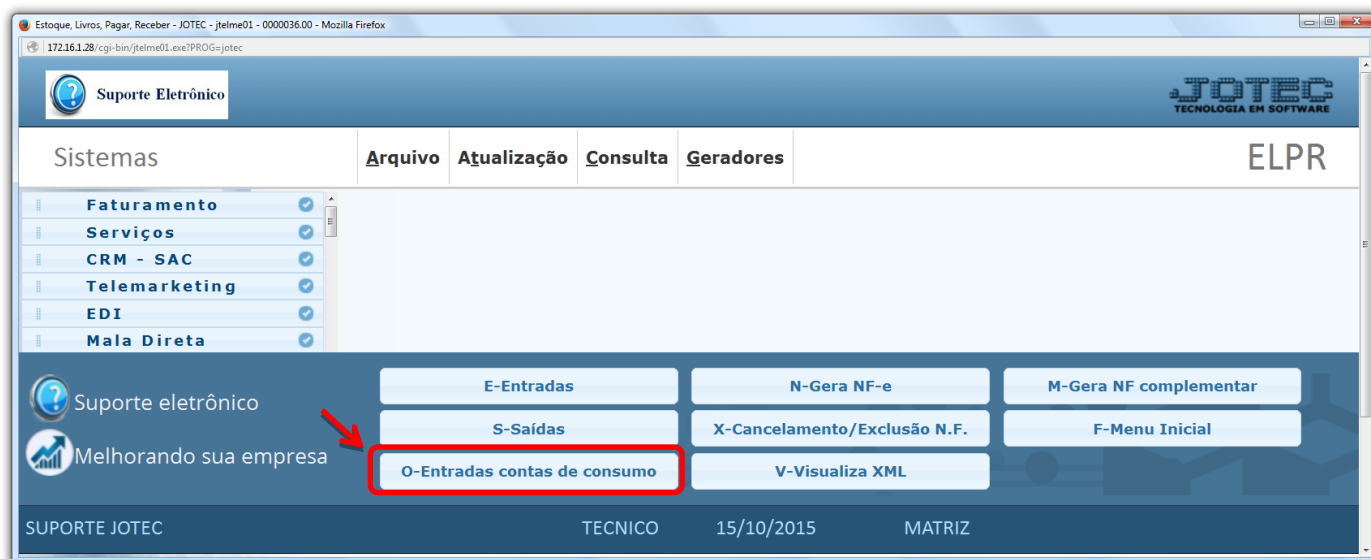 Estoque, Livros, Pagar, Receber - JOTEC - jtelme01 - 0000036.00 - Mozilla Firefox
172.16.1.28/cgi-bin/jtelme01.exe?PROG=jotec
Suporte Eletrônico
JOTEC
TECNOLOGIA EM SOFTWARE
Sistemas
Arquivo Atualização Consulta Geradores
ELPR
Faturamento
Serviços
CRM - SAC
Telemarketing
EDI
Mala Direta
Suporte eletrônico
Melhorando sua empresa
E-Entradas N-Gera NF-e M-Gera NF complementar
S-Saídas X-Cancelamento/Exclusão N.F. F-Menu Inicial
O-Entradas contas de consumo V-Visualiza XML
SUPORTE JOTEC TECNICO 15/10/2015 MATRIZ